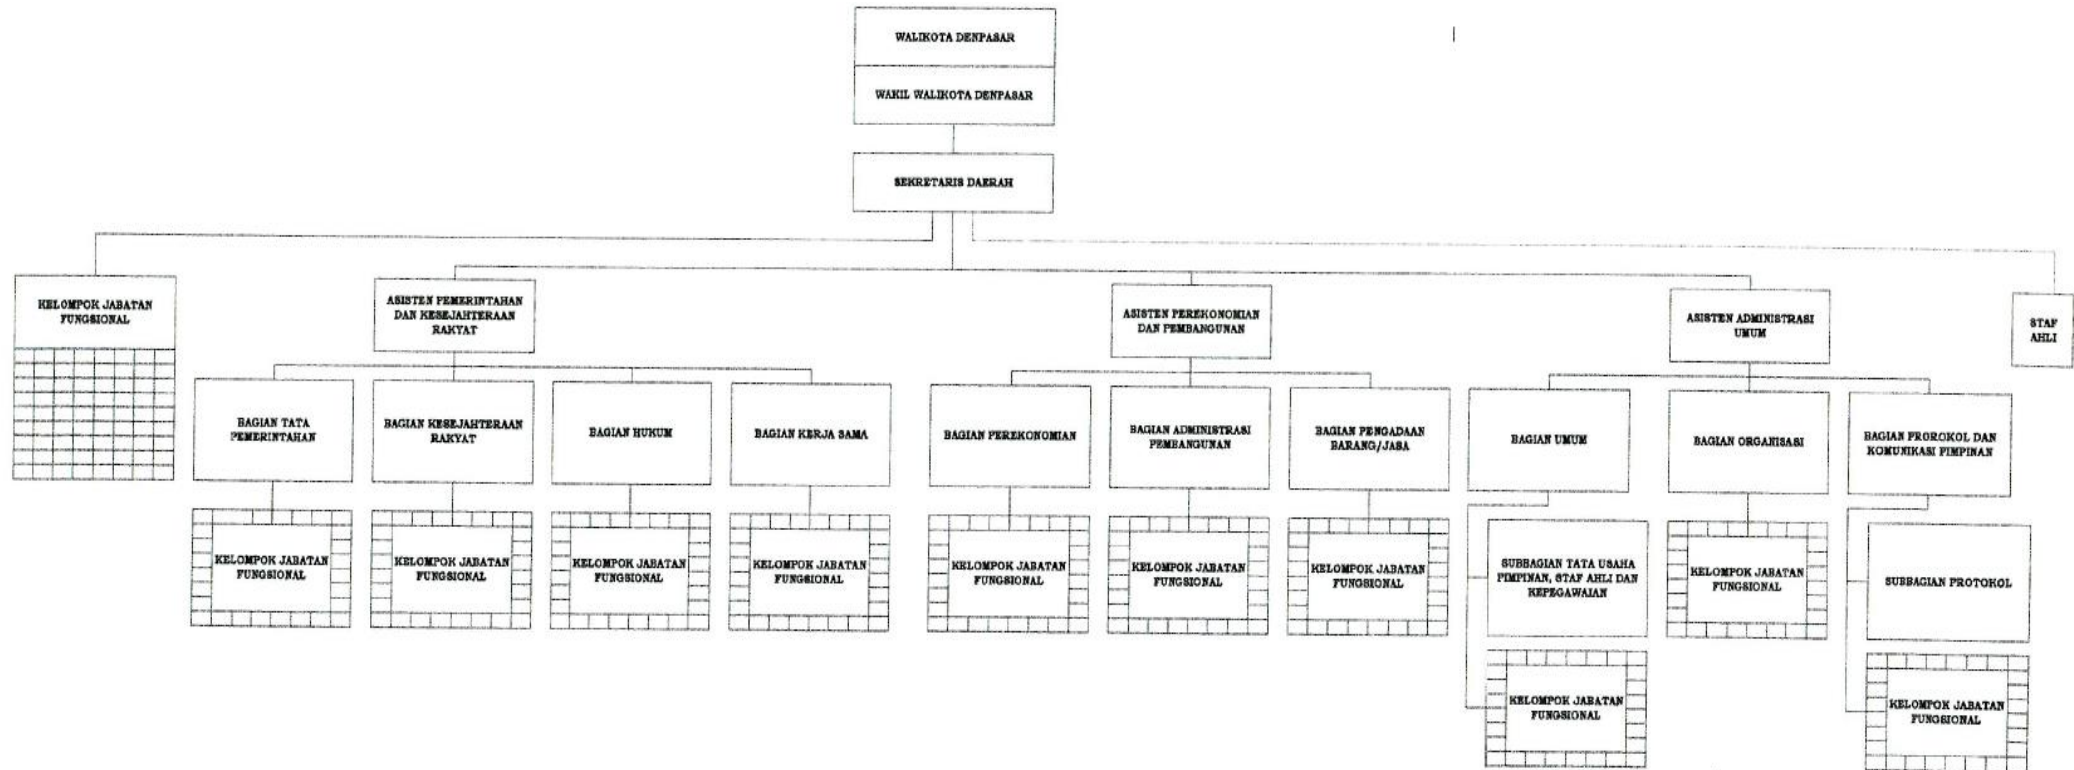 WALIKOTA DENPASAR
WAKIL WALIKOTA DENPASAR
SEKRETARIS DAERAH
KELOMPOK JABATAN
FUNGSIONAL
ASISTEN PEMERINTAHAN
DAN KESEJAHTERAAN
RAKYAT
ASISTEN PEREKONOMIAN
DAN PEMBANGUNAN
ASISTEN ADMINISTRASI
UMUM
STAF
AHLI
BAGIAN TATA
PEMERINTAHAN
BAGIAN KESEJAHTERAAN
RAKYAT
BAGIAN HUKUM
BAGIAN KERJA SAMA
BAGIAN PEREKONOMIAN
BAGIAN ADMINISTRASI
PEMBANGUNAN
BAGIAN PENGADAAN
BARANG/JASA
BAGIAN UMUM
BAGIAN ORGANISASI
BAGIAN PROROKOL DAN
KOMUNIKASI PIMPINAN
KELOMPOK JABATAN
FUNGSIONAL
KELOMPOK JABATAN
FUNGSIONAL
KELOMPOK JABATAN
FUNGSIONAL
KELOMPOK JABATAN
FUNGSIONAL
KELOMPOK JABATAN
FUNGSIONAL
KELOMPOK JABATAN
FUNGSIONAL
KELOMPOK JABATAN
FUNGSIONAL
SUBBAGIAN TATA USAHA
PIMPINAN, STAF AHLI DAN
KEPEGAWAIAN
KELOMPOK JABATAN
FUNGSIONAL
SUBBAGIAN PROTOKOL
KELOMPOK JABATAN
FUNGSIONAL
KELOMPOK JABATAN
FUNGSIONAL